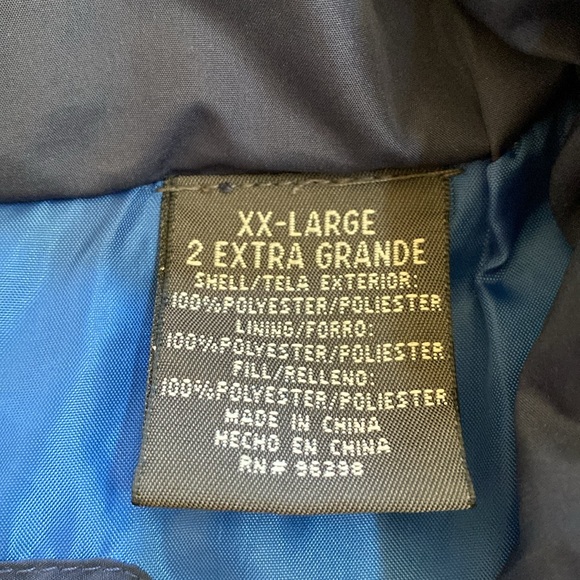 XX-LARGE
2 EXTRA GRANDE
SHELL/TELA EXTERIOR:
100%POLYESTER/POLIESTER
LINING/FORRO:
100%POLYESTER/POLIESTER
FILL/RELLENO:
100%POLYESTER/POLIESTER
MADE IN CHINA
HECHO EN CHINA
RN# 96298